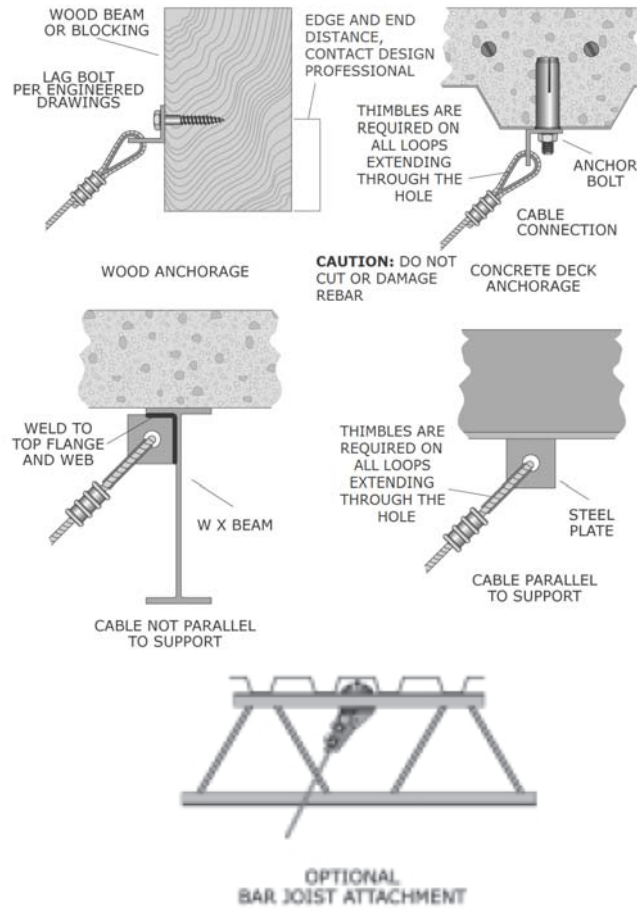 WOOD BEAM
OR BLOCKING
LAG BOLT
PER ENGINEERED
DRAWINGS
EDGE AND END
DISTANCE,
CONTACT DESIGN
PROFESSIONAL
WOOD ANCHORAGE
THIMBLES ARE
REQUIRED ON
ALL LOOPS
EXTENDING
THROUGH THE
HOLE
ANCHOR
BOLT
CABLE
CONNECTION
CAUTION: DO NOT
CUT OR DAMAGE
REBAR
CONCRETE DECK
ANCHORAGE
WELD TO
TOP FLANGE
AND WEB
W X BEAM
CABLE NOT PARALLEL
TO SUPPORT
THIMBLES ARE
REQUIRED ON
ALL LOOPS
EXTENDING
THROUGH THE
HOLE
STEEL
PLATE
CABLE PARALLEL
TO SUPPORT
OPTIONAL
BAR JOIST ATTACHMENT